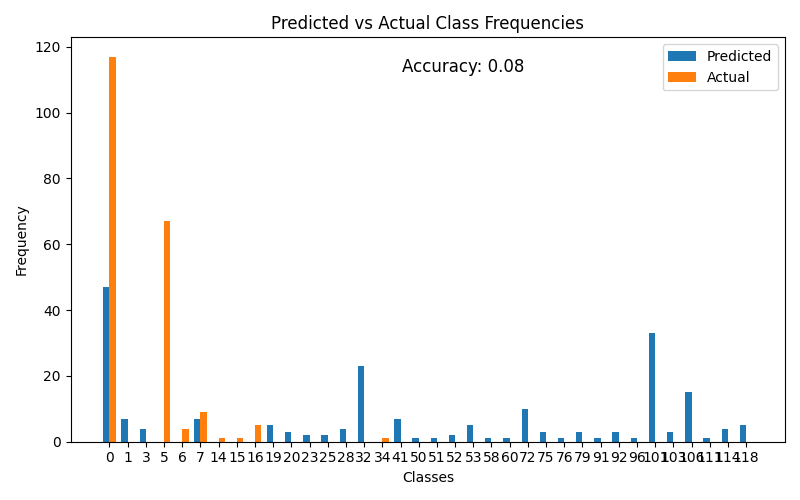 Predicted vs Actual Class Frequencies
Accuracy: 0.08
Predicted
Actual
Frequency
120
100
80
60
40
20
0
0 1 3 5 6 7 14 15 16 19 20 23 25 28 32 34 41 50 51 52 53 58 60 72 75 76 79 91 92 96 101 103 106 111 114 118
Classes